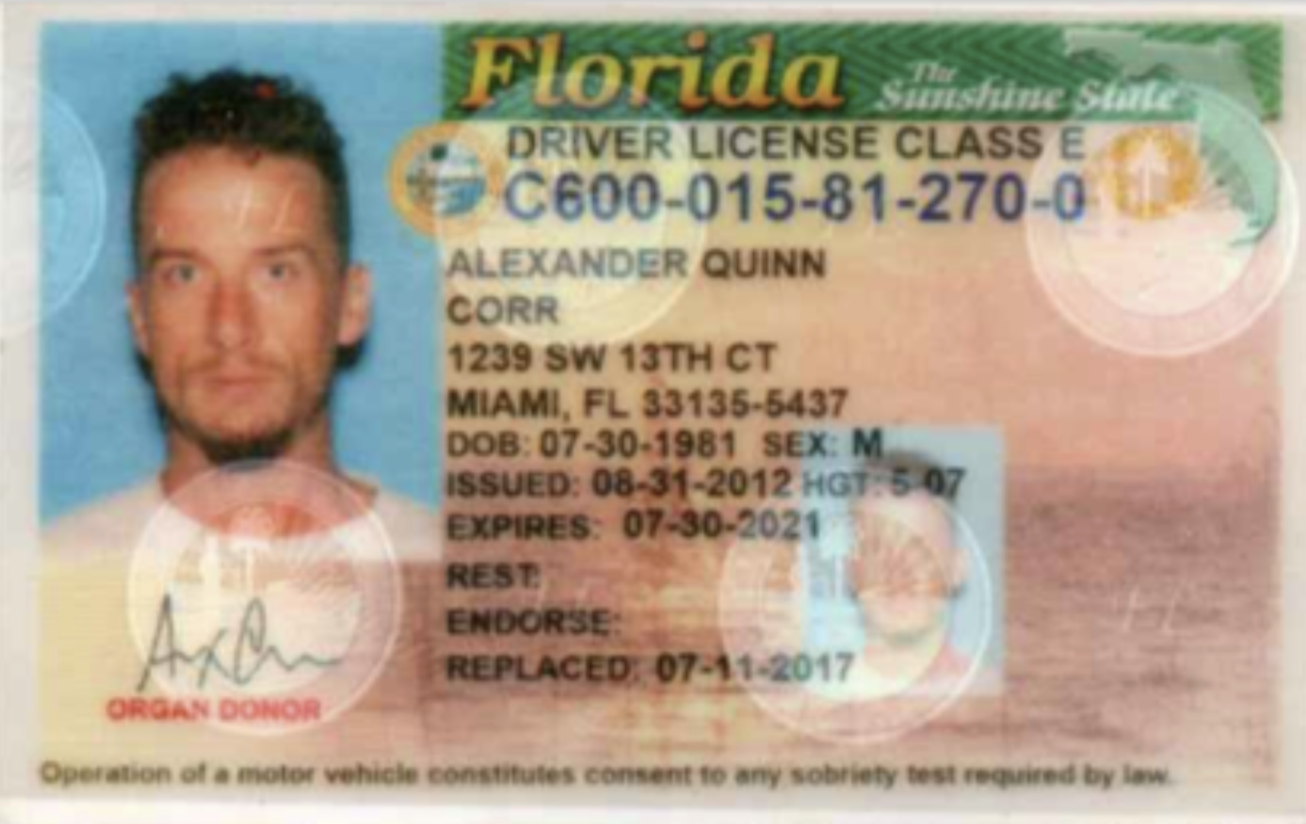 Florida The Sunshine State
DRIVER LICENSE CLASS E
C600-015-81-270-0
ALEXANDER QUINN
CORR
1239 SW 13TH CT
MIAMI, FL 33135-5437
DOB: 07-30-1981 SEX: M
ISSUED: 08-31-2012 HGT: 5-07
EXPIRES: 07-30-2021
REST:
ENDORSE:
REPLACED: 07-11-2017
ORGAN DONOR
Operation of a motor vehicle constitutes consent to any sobriety test required by law.